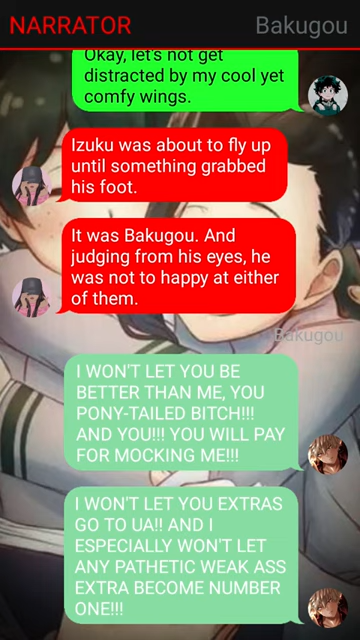 NARRATOR
Bakugou
Okay, let's not get
distracted by my cool yet
comfy wings.
Izuku was about to fly up
until something grabbed
his foot.
It was Bakugou. And
judging from his eyes, he
was not to happy at either
of them.
Bakugou
I WON'T LET YOU BE
BETTER THAN ME, YOU
PONY-TAILED BITCH!!!
AND YOU!!! YOU WILL PAY
FOR MOCKING ME!!!
I WON'T LET YOU EXTRAS
GO TO UA!! AND I
ESPECIALLY WON'T LET
ANY PATHETIC WEAK ASS
EXTRA BECOME NUMBER
ONE!!!